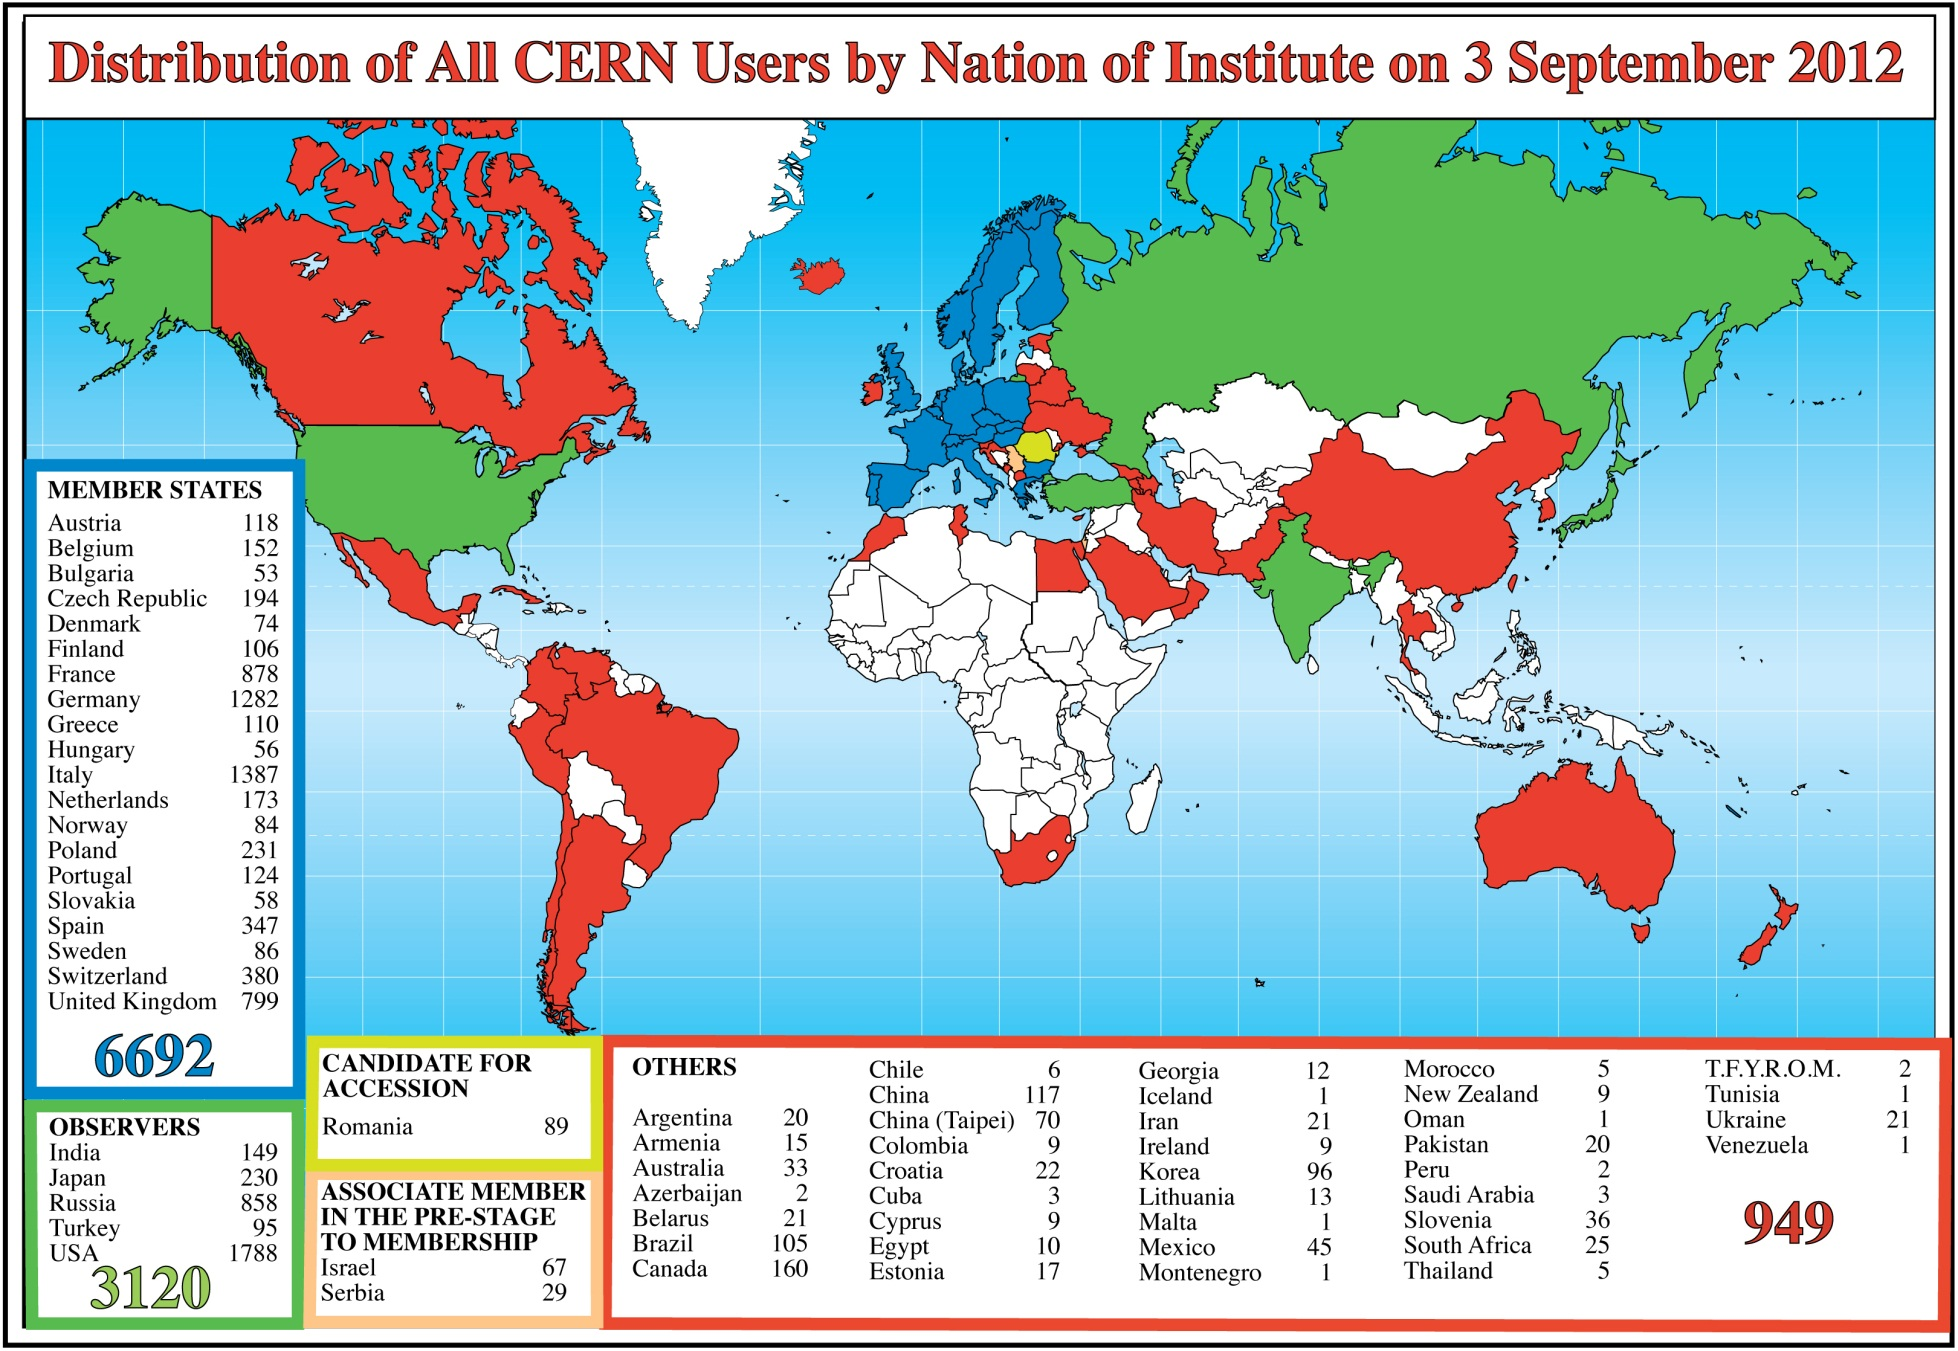 Distribution of All CERN Users by Nation of Institute on 3 September 2012
MEMBER STATES
Austria 118
Belgium 152
Bulgaria 53
Czech Republic 194
Denmark 74
Finland 106
France 878
Germany 1282
Greece 110
Hungary 56
Italy 1387
Netherlands 173
Norway 84
Poland 231
Portugal 124
Slovakia 58
Spain 347
Sweden 86
Switzerland 380
United Kingdom 799
6692
OBSERVERS
India 149
Japan 230
Russia 858
Turkey 95
USA 1788
3120
CANDIDATE FOR
ACCESSION
Romania 89
ASSOCIATE MEMBER
IN THE PRE-STAGE
TO MEMBERSHIP
Israel 67
Serbia 29
OTHERS
Argentina 20
Armenia 15
Australia 33
Azerbaijan 2
Belarus 21
Brazil 105
Canada 160
Chile 6
China 117
China (Taipei) 70
Colombia 9
Croatia 22
Cuba 3
Cyprus 9
Egypt 10
Estonia 17
Georgia 12
Iceland 1
Iran 21
Ireland 9
Korea 96
Lithuania 13
Malta 1
Mexico 45
Montenegro 1
Morocco 5
New Zealand 9
Oman 1
Pakistan 20
Peru 2
Saudi Arabia 3
Slovenia 36
South Africa 25
Thailand 5
T.F.Y.R.O.M. 2
Tunisia 1
Ukraine 21
Venezuela 1
949